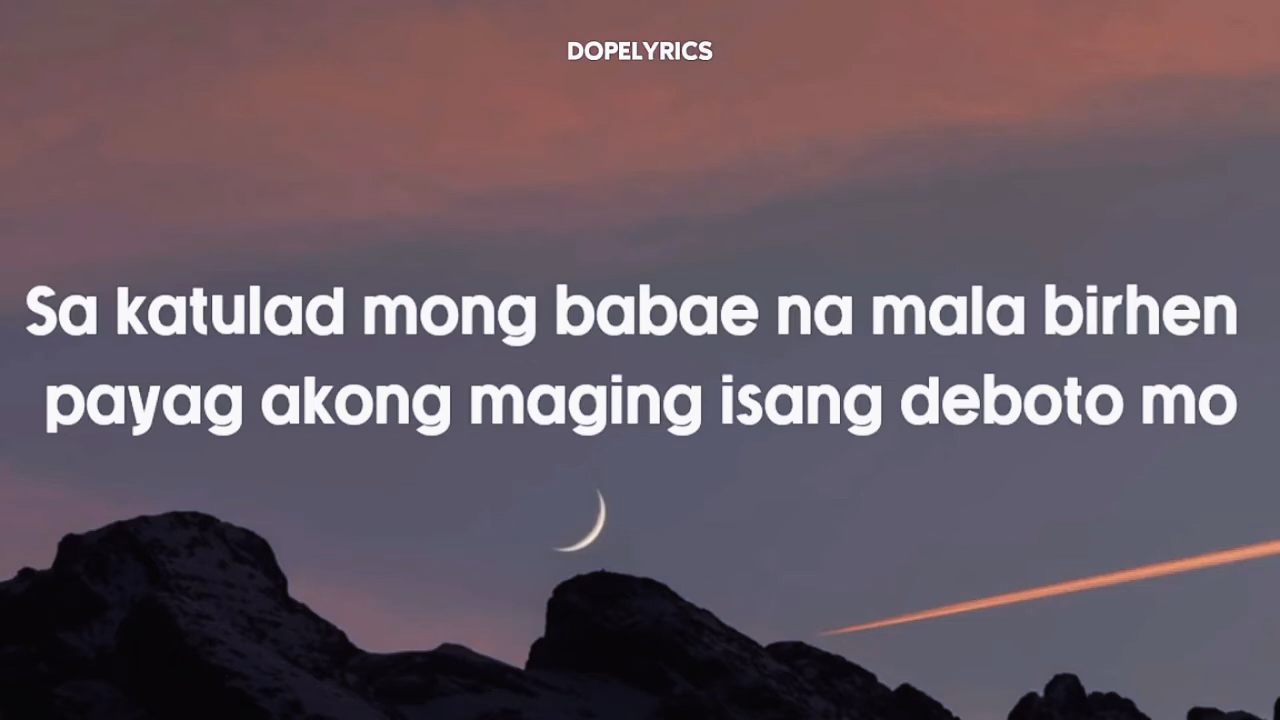 DOPELYRICS
Sa katulad mong babae na mala birhen
payag akong maging isang deboto mo